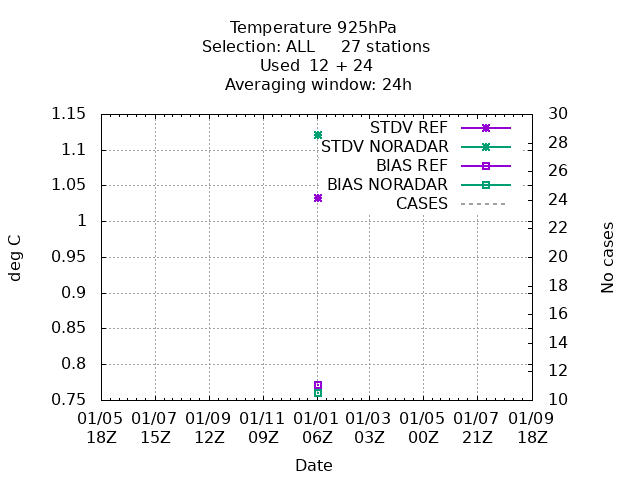 Temperature 925hPa
Selection: ALL 27 stations
Used 12 + 24
Averaging window: 24h
1.15
1.1
1.05
1
0.95
0.9
0.85
0.8
0.75
deg C
STDV REF
STDV NORADAR
BIAS REF
BIAS NORADAR
CASES
30
28
26
24
22
20
18
16
14
12
10
No cases
01/05 01/07 01/09 01/11 01/01 01/03 01/05 01/07 01/09
18Z 15Z 12Z 09Z 06Z 03Z 00Z 21Z 18Z
Date